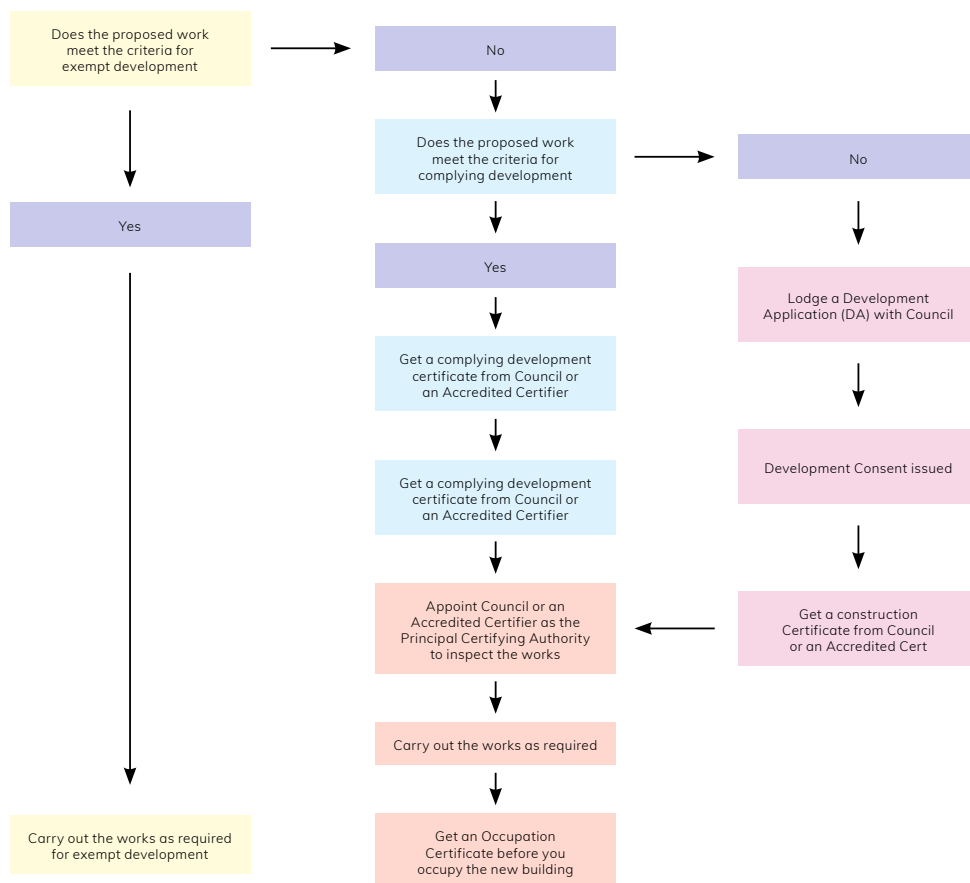 Does the proposed work
meet the criteria for
exempt development
No
Does the proposed work
meet the criteria for
complying development
No
Yes
Yes
Lodge a Development
Application (DA) with Council
Get a complying development
certificate from Council or
an Accredited Certifier
Development Consent issued
Get a complying development
certificate from Council or
an Accredited Certifier
Appoint Council or an
Accredited Certifier as the
Principal Certifying Authority
to inspect the works
Get a construction
Certificate from Council
or an Accredited Cert
Carry out the works as required
Carry out the works as required
for exempt development
Get an Occupation
Certificate before you
occupy the new building